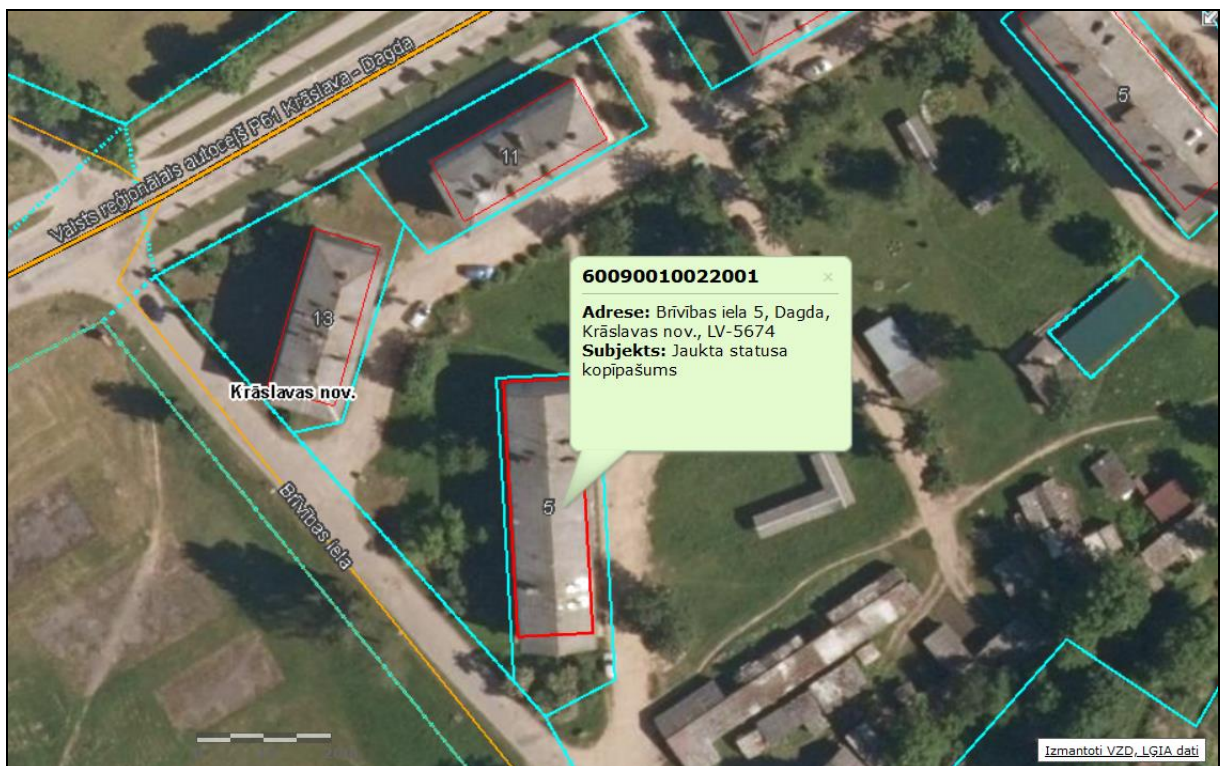 Valsts reģionālais autoceļš P61 Krāslava - Dagda
11
5
13
Krāslavas nov.
60090010022001
Adrese: Brīvības iela 5, Dagda,
Krāslavas nov., LV-5674
Subjekts: Jaukta statusa
kopīpašums
5
Brīvības iela
Izmantoti VZD, LĢIA dati